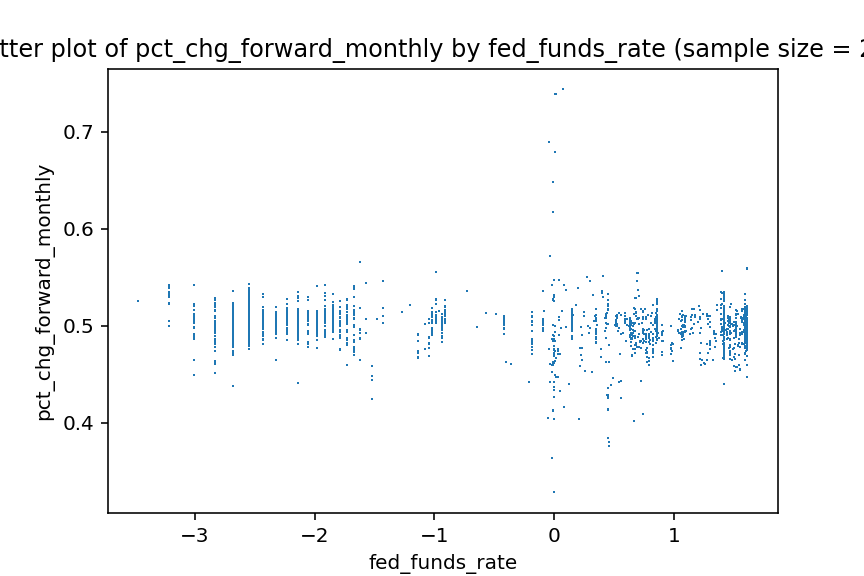 tter plot of pct_chg_forward_monthly by fed_funds_rate (sample size = 2
pct_chg_forward_monthly
0.7
0.6
0.5
0.4
−3 −2 −1 0 1
fed_funds_rate